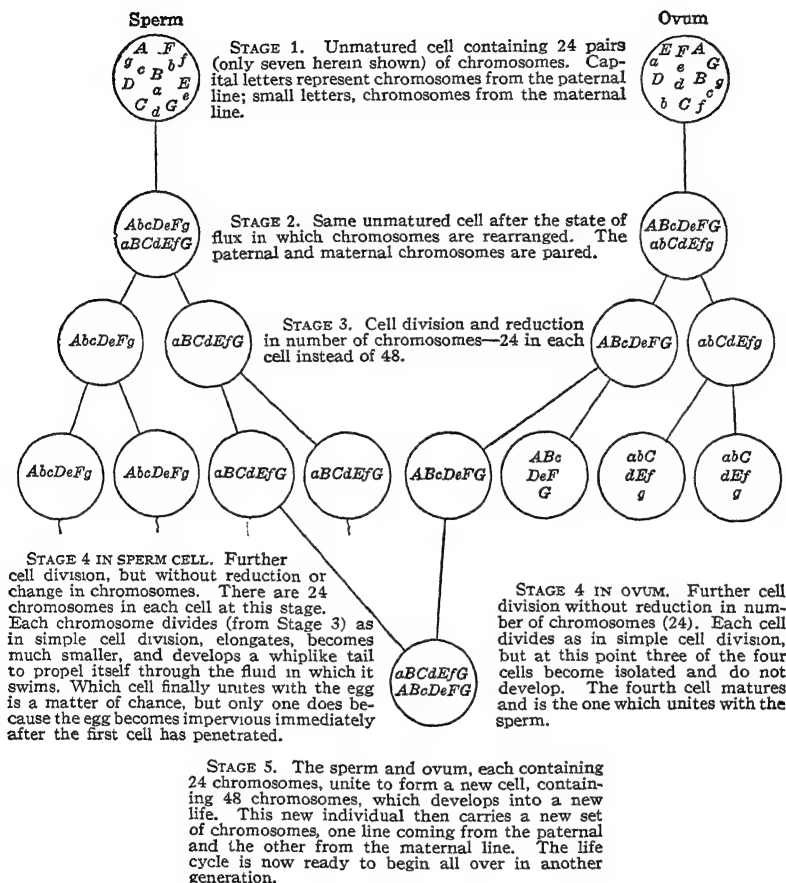 Sperm
Ovum
A F
g c b f
D B E
a e
C d G
STAGE 1. Unmatured cell containing 24 pairs
(only seven herein shown) of chromosomes. Cap-
ital letters represent chromosomes from the paternal
line; small letters, chromosomes from the maternal
line.
E F A
a e G
D d B g
b C f c
AbcDeFg
aBCdEfG
STAGE 2. Same unmatured cell after the state of
flux in which chromosomes are rearranged. The
paternal and maternal chromosomes are paired.
ABcDeFG
abCdEfg
AbcDeFg
aBCdEfG
STAGE 3. Cell division and reduction
in number of chromosomes—24 in each
cell instead of 48.
ABcDeFG
abCdEfg
AbcDeFg
AbcDeFg
aBCdEfG
aBCdEfG
ABcDeFG
ABc
DeF
G
abC
dEf
g
abC
dEf
g
STAGE 4 IN SPERM CELL. Further
cell division, but without reduction or
change in chromosomes. There are 24
chromosomes in each cell at this stage.
Each chromosome divides (from Stage 3) as
in simple cell division, elongates, becomes
much smaller, and develops a whiplike tail
to propel itself through the fluid in which it
swims. Which cell finally unites with the egg
is a matter of chance, but only one does be-
cause the egg becomes impervious immediately
after the first cell has penetrated.
aBCdEfG
ABcDeFG
STAGE 4 IN OVUM. Further cell
division without reduction in num-
ber of chromosomes (24). Each cell
divides as in simple cell division,
but at this point three of the four
cells become isolated and do not
develop. The fourth cell matures
and is the one which unites with the
sperm.
STAGE 5. The sperm and ovum, each containing
24 chromosomes, unite to form a new cell, contain-
ing 48 chromosomes, which develops into a new
life. This new individual then carries a new set
of chromosomes, one line coming from the paternal
and the other from the maternal line. The life
cycle is now ready to begin all over in another
generation.